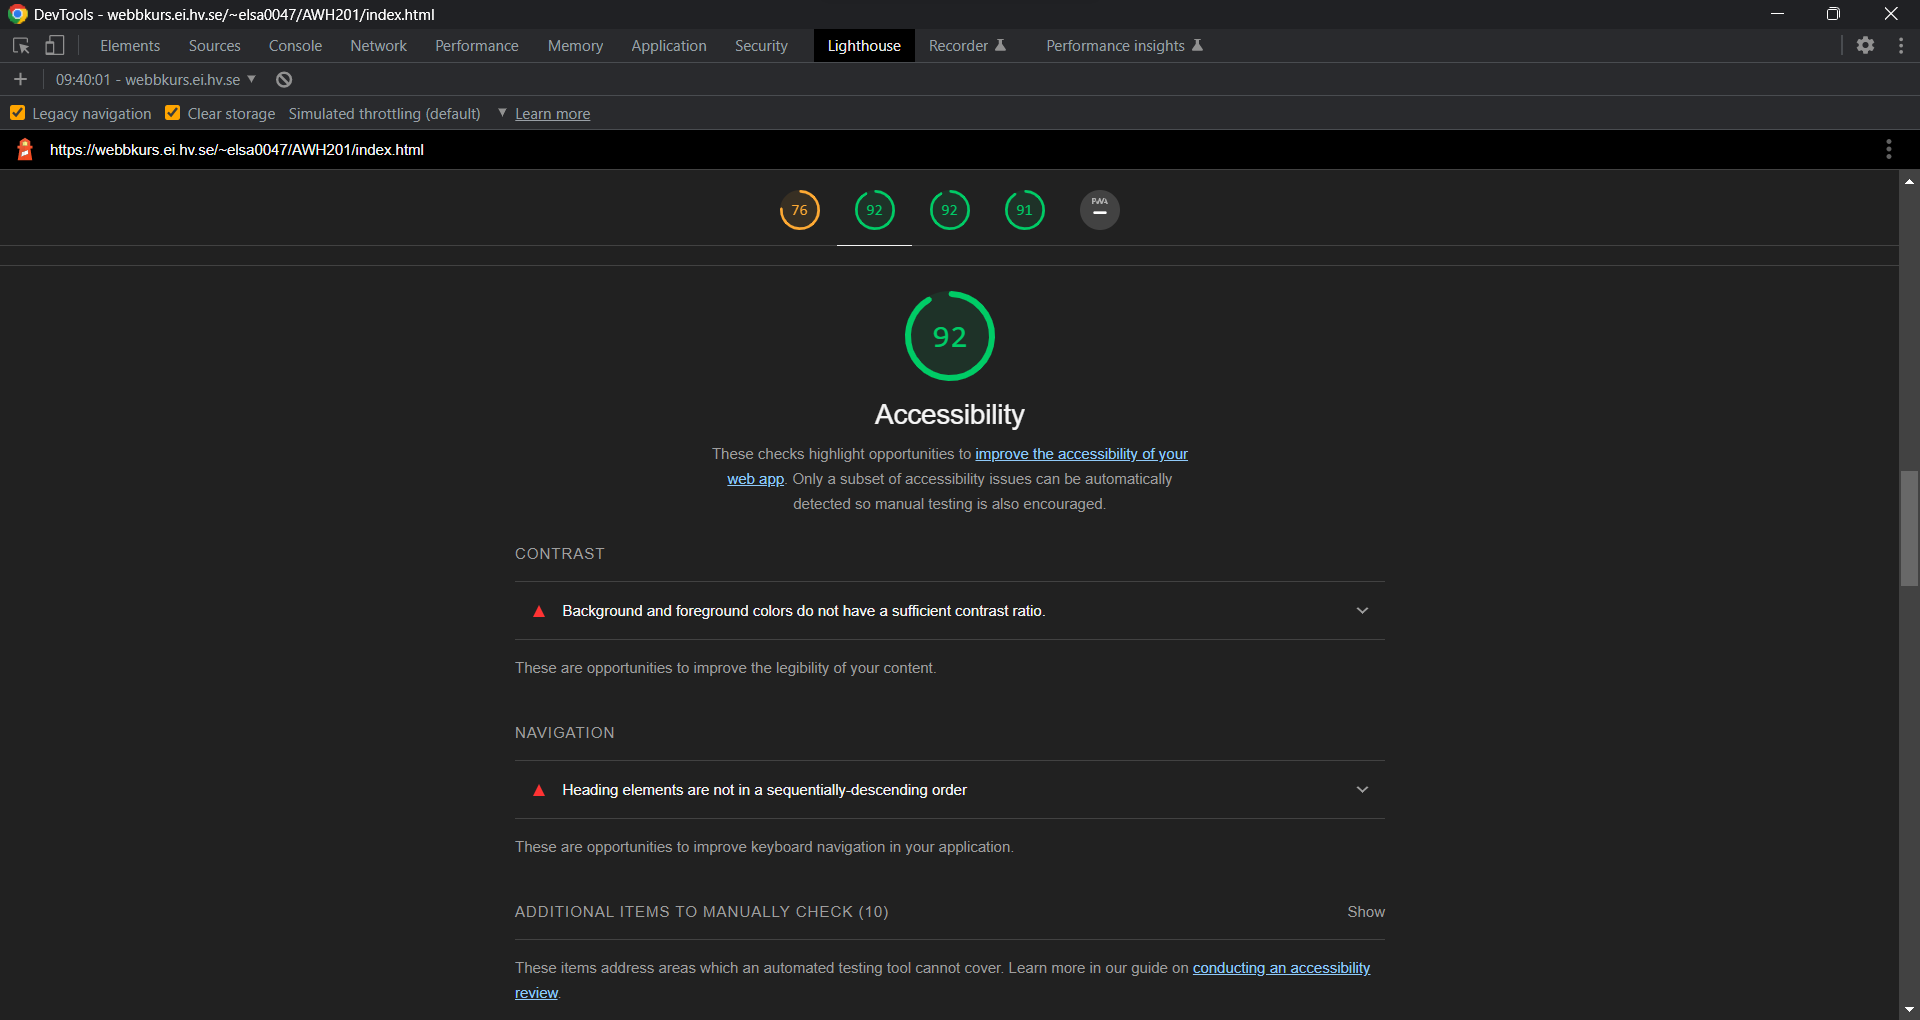 DevTools - webbkurs.ei.hv.se/~elsa0047/AWH201/index.html
Elements Sources Console Network Performance Memory Application Security Lighthouse Recorder Performance insights
09:40:01 - webbkurs.ei.hv.se
Legacy navigation Clear storage Simulated throttling (default) Learn more
https://webbkurs.ei.hv.se/~elsa0047/AWH201/index.html
76 92 92 91 PWA
92
Accessibility
These checks highlight opportunities to improve the accessibility of your
web app. Only a subset of accessibility issues can be automatically
detected so manual testing is also encouraged.
CONTRAST
Background and foreground colors do not have a sufficient contrast ratio.
These are opportunities to improve the legibility of your content.
NAVIGATION
Heading elements are not in a sequentially-descending order
These are opportunities to improve keyboard navigation in your application.
ADDITIONAL ITEMS TO MANUALLY CHECK (10) Show
These items address areas which an automated testing tool cannot cover. Learn more in our guide on conducting an accessibility
review.